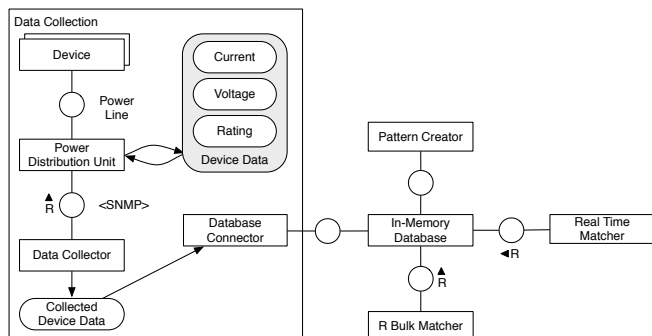 Data Collection
Device
Power
Line
Power
Distribution Unit
R
<SNMP>
Data Collector
Collected
Device Data
Current
Voltage
Rating
Device Data
Database
Connector
Pattern Creator
In-Memory
Database
R
R Bulk Matcher
◄R
Real Time
Matcher